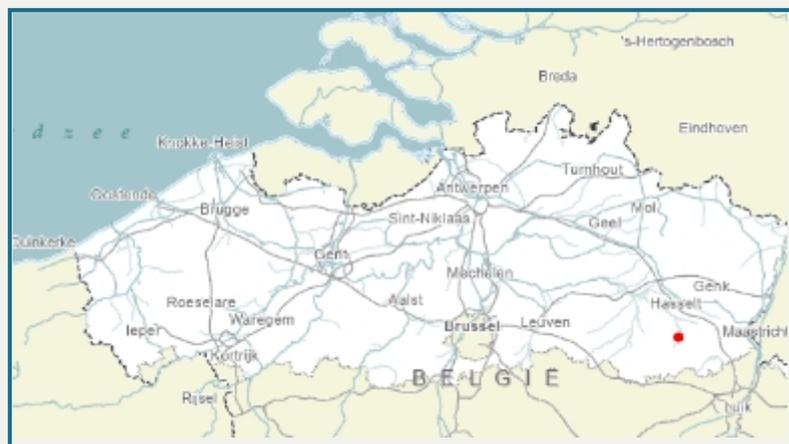 's-Hertogenbosch
Breda
d z e e
Eindhoven
Knokke-Heist
Turnhout
Antwerpen
Oostende
Mol
Brugge
Sint-Niklaas
Geel
Duinkerke
Gent
Mechelen
Genk
Roeselare
Aalst
Hasselt
Waregem
Ieper
Brussel
Leuven
Maastricht
Kortrijk
BELGIË
Rijsel
Luik